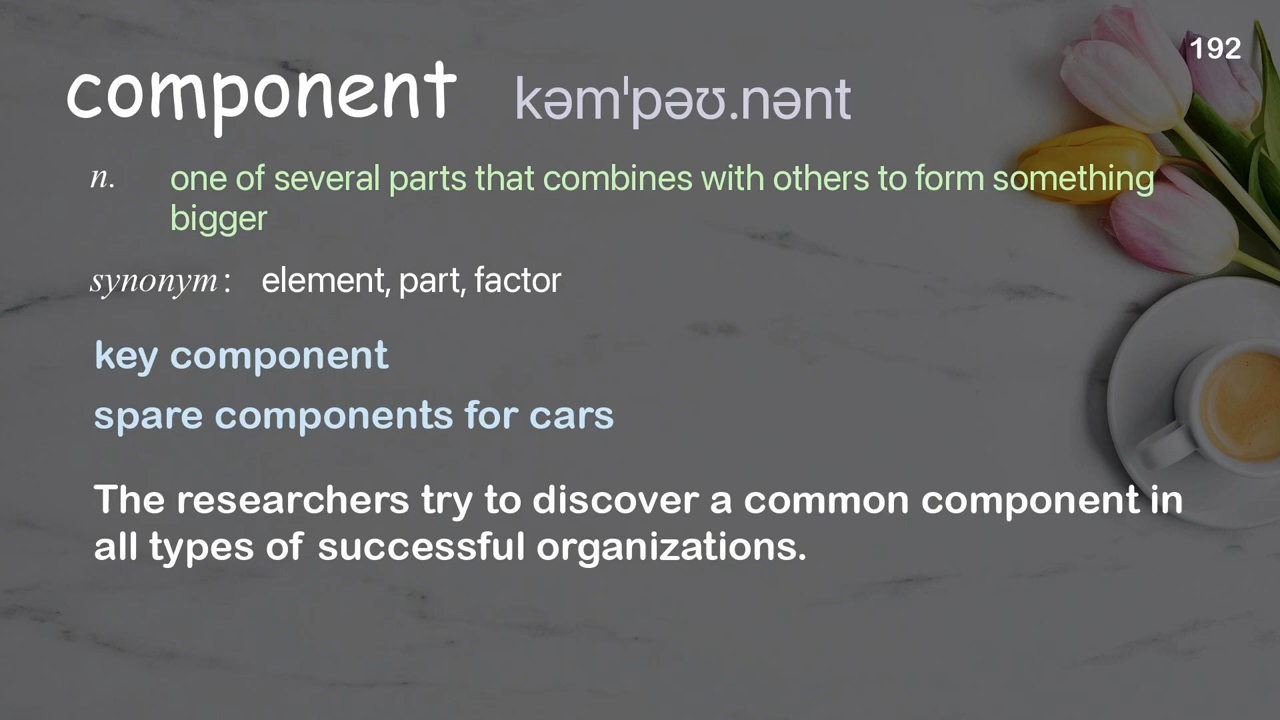 192
component kəmˈpəʊ.nənt
n. one of several parts that combines with others to form something
bigger
synonym: element, part, factor
key component
spare components for cars
The researchers try to discover a common component in
all types of successful organizations.